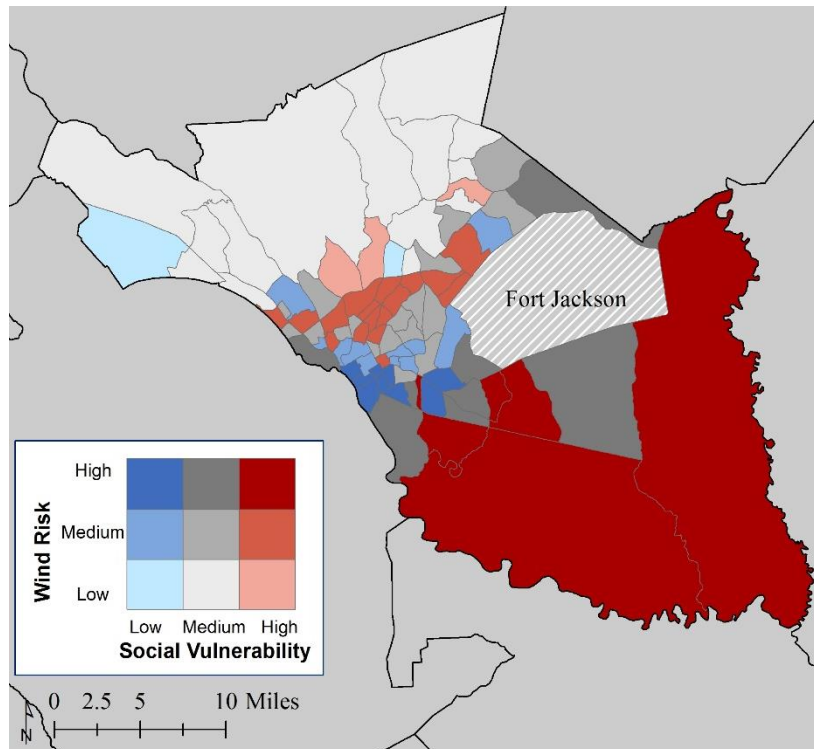 Fort Jackson
High
Medium
Low
Wind Risk
Low Medium High
Social Vulnerability
0 2.5 5 10 Miles
N